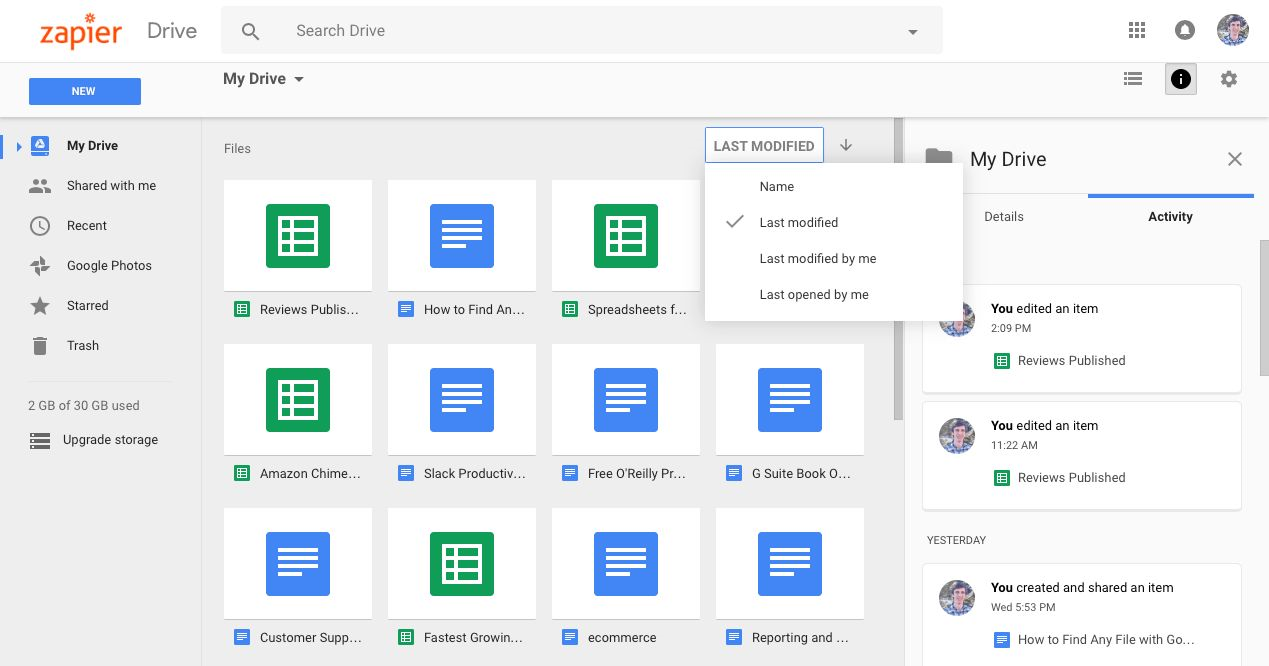 zapier Drive Search Drive
NEW
My Drive
My Drive
Shared with me
Recent
Google Photos
Starred
Trash
2 GB of 30 GB used
Upgrade storage
Files
LAST MODIFIED
Name
Last modified
Last modified by me
Last opened by me
Reviews Publis...
How to Find An...
Spreadsheets f...
Amazon Chime...
Slack Productiv...
Free O'Reilly Pr...
G Suite Book O...
Customer Supp...
Fastest Growin...
ecommerce
Reporting and ...
My Drive
Details
Activity
You edited an item
2:09 PM
Reviews Published
You edited an item
11:22 AM
Reviews Published
YESTERDAY
You created and shared an item
Wed 5:53 PM
How to Find Any File with Go...